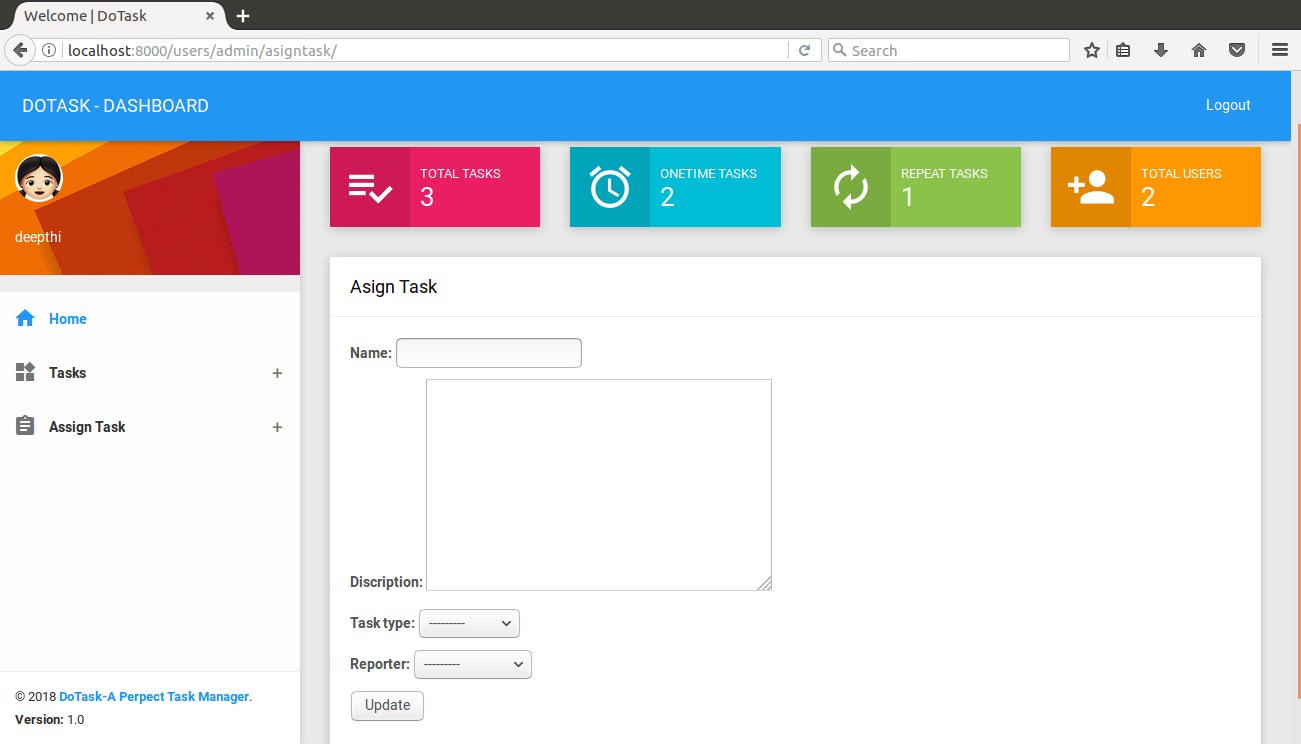 Welcome | DoTask
localhost:8000/users/admin/asigntask/
Search
DOTASK - DASHBOARD
Logout
deepthi
TOTAL TASKS
3
ONETIME TASKS
2
REPEAT TASKS
1
TOTAL USERS
2
Home
Tasks +
Assign Task +
Asign Task
Name:
Discription:
Task type: ---------
Reporter: ---------
Update
© 2018 DoTask-A Perpect Task Manager.
Version: 1.0